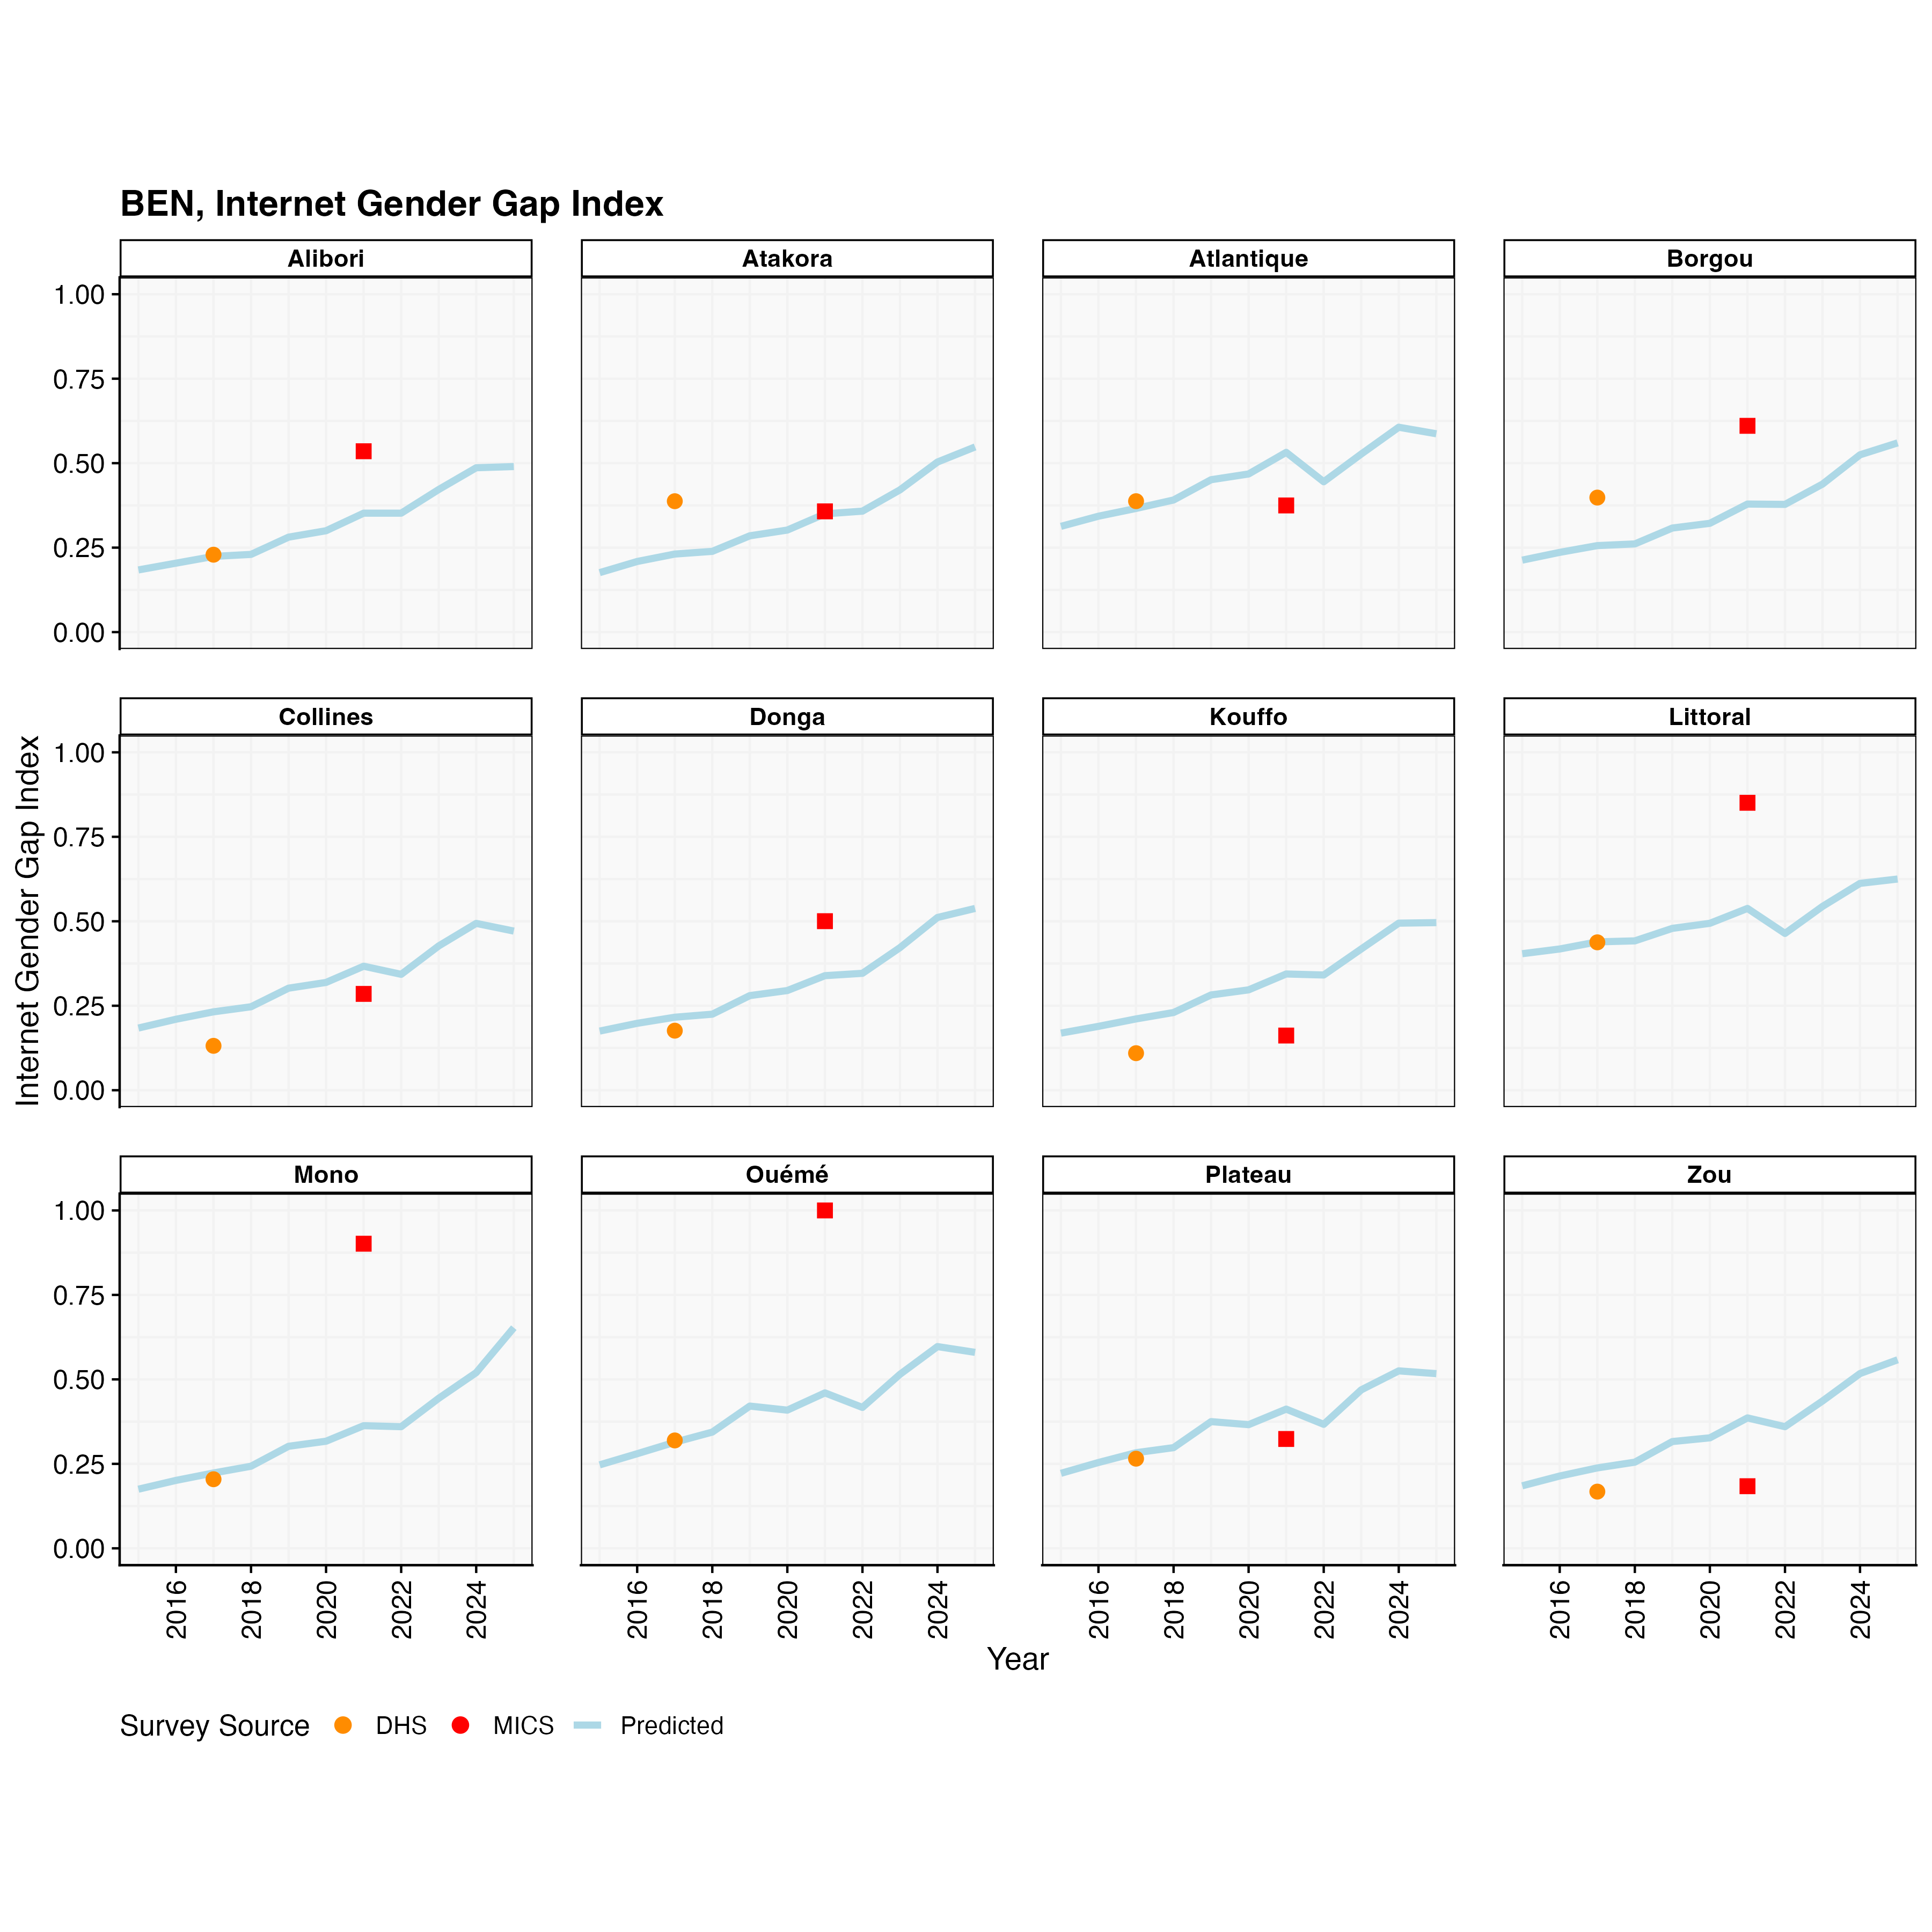 BEN, Internet Gender Gap Index
Alibori Atakora Atlantique Borgou
1.00
0.75
0.50
0.25
0.00
Collines Donga Kouffo Littoral
1.00
0.75
0.50
0.25
0.00
Internet Gender Gap Index
Mono Ouémé Plateau Zou
1.00
0.75
0.50
0.25
0.00
2016 2018 2020 2022 2024 2016 2018 2020 2022 2024 2016 2018 2020 2022 2024 2016 2018 2020 2022 2024
Year
Survey Source DHS MICS Predicted